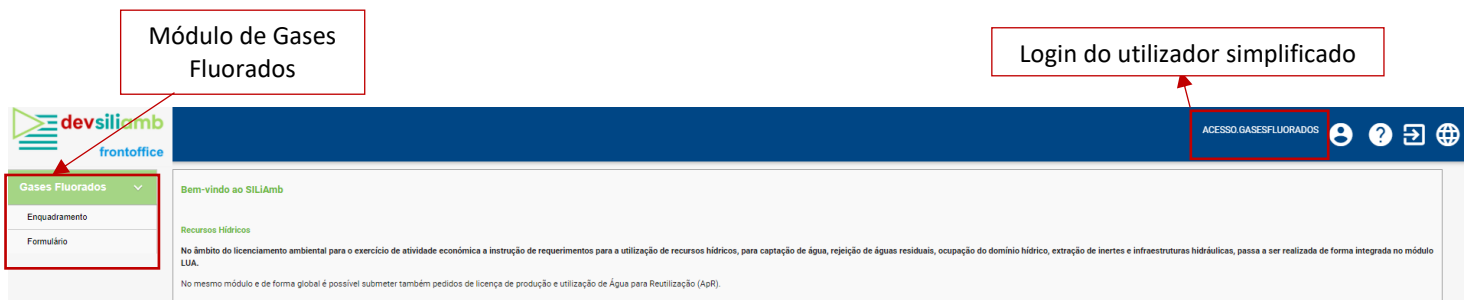 Módulo de Gases
Fluorados
Login do utilizador simplificado
devsiliamb
frontoffice
ACESSO.GASESFLUORADOS
Gases Fluorados
Enquadramento
Formulário
Bem-vindo ao SILiAmb
Recursos Hídricos
No âmbito do licenciamento ambiental para o exercício de atividade económica a instrução de requerimentos para a utilização de recursos hídricos, para captação de água, rejeição de águas residuais, ocupação do domínio hídrico, extração de inertes e infraestruturas hidráulicas, passa a ser realizada de forma integrada no módulo
LUA.
No mesmo módulo e de forma global é possível submeter também pedidos de licença de produção e utilização de Água para Reutilização (ApR).